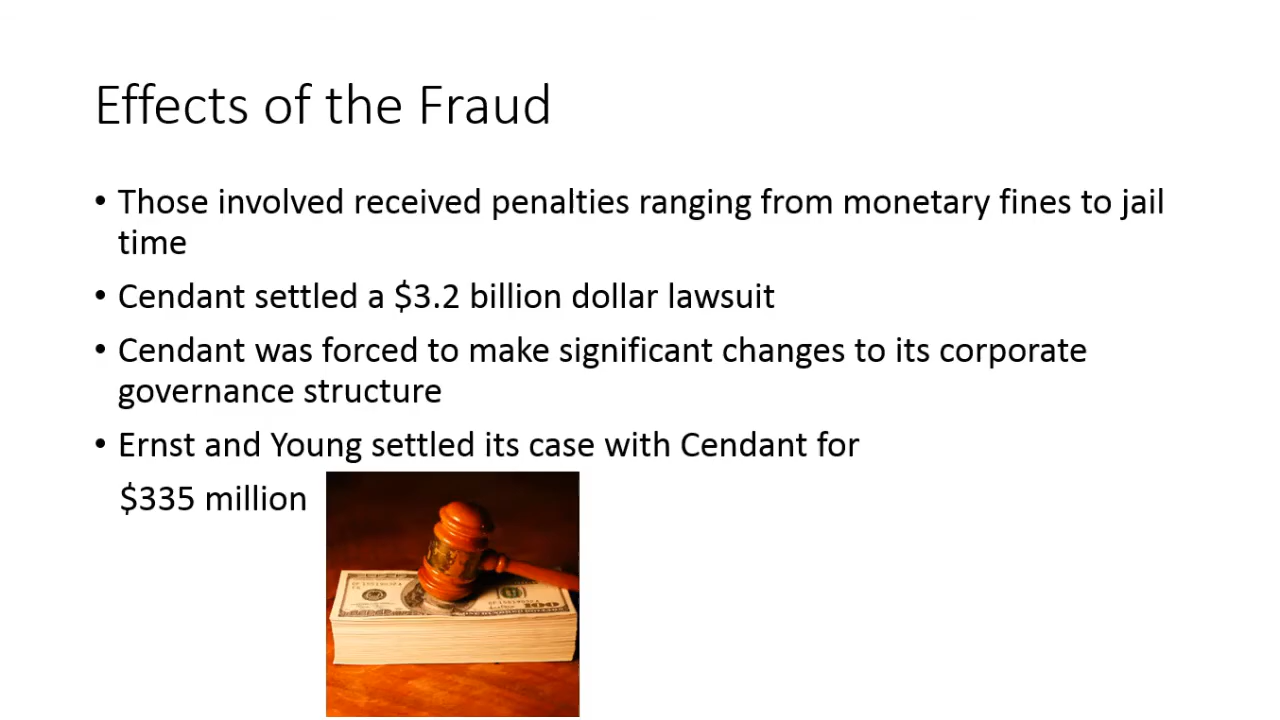 Effects of the Fraud
• Those involved received penalties ranging from monetary fines to jail
time
• Cendant settled a $3.2 billion dollar lawsuit
• Cendant was forced to make significant changes to its corporate
governance structure
• Ernst and Young settled its case with Cendant for
$335 million
100